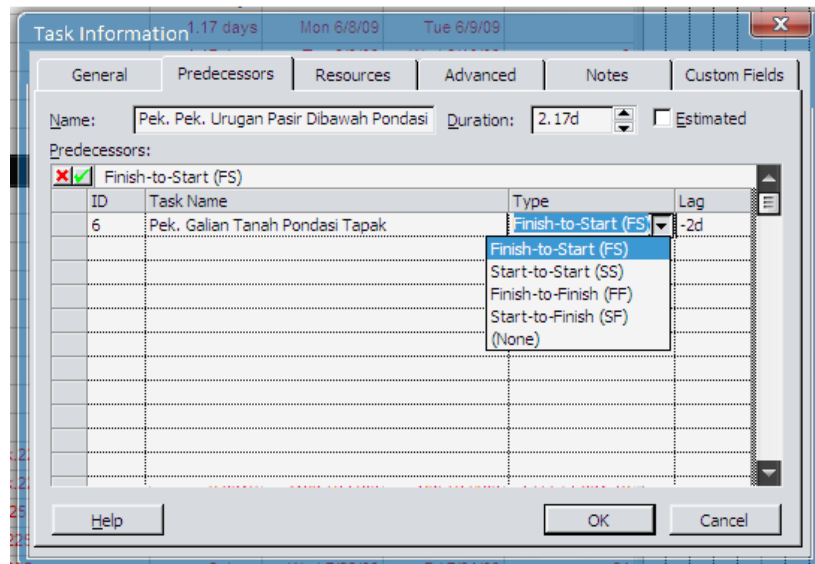 1.17 days Mon 6/8/09 Tue 6/9/09
Task Information
General Predecessors Resources Advanced Notes Custom Fields
Name: Pek. Pek. Urugan Pasir Dibawah Pondasi Duration: 2.17d Estimated
Predecessors:
Finish-to-Start (FS)
ID Task Name Type Lag
6 Pek. Galian Tanah Pondasi Tapak Finish-to-Start (FS) -2d
Finish-to-Start (FS)
Start-to-Start (SS)
Finish-to-Finish (FF)
Start-to-Finish (SF)
(None)
Help OK Cancel